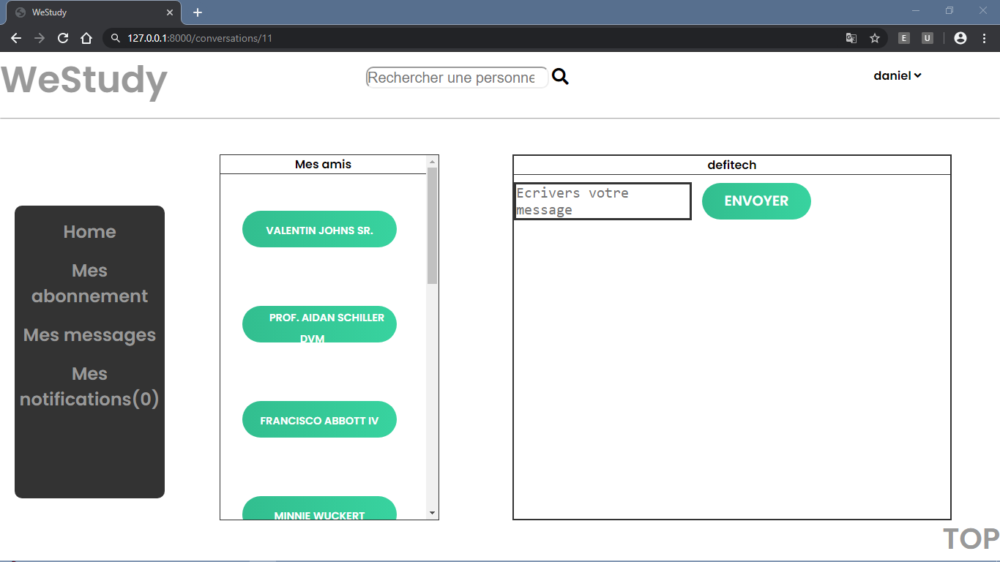 WeStudy
127.0.0.1:8000/conversations/11
E
U
WeStudy
Rechercher une personne
daniel
Home
Mes
abonnement
Mes messages
Mes
notifications(0)
Mes amis
VALENTIN JOHNS SR.
PROF. AIDAN SCHILLER
DVM
FRANCISCO ABBOTT IV
MINNIE WUCKERT
defitech
Ecrivers votre
message
ENVOYER
TOP